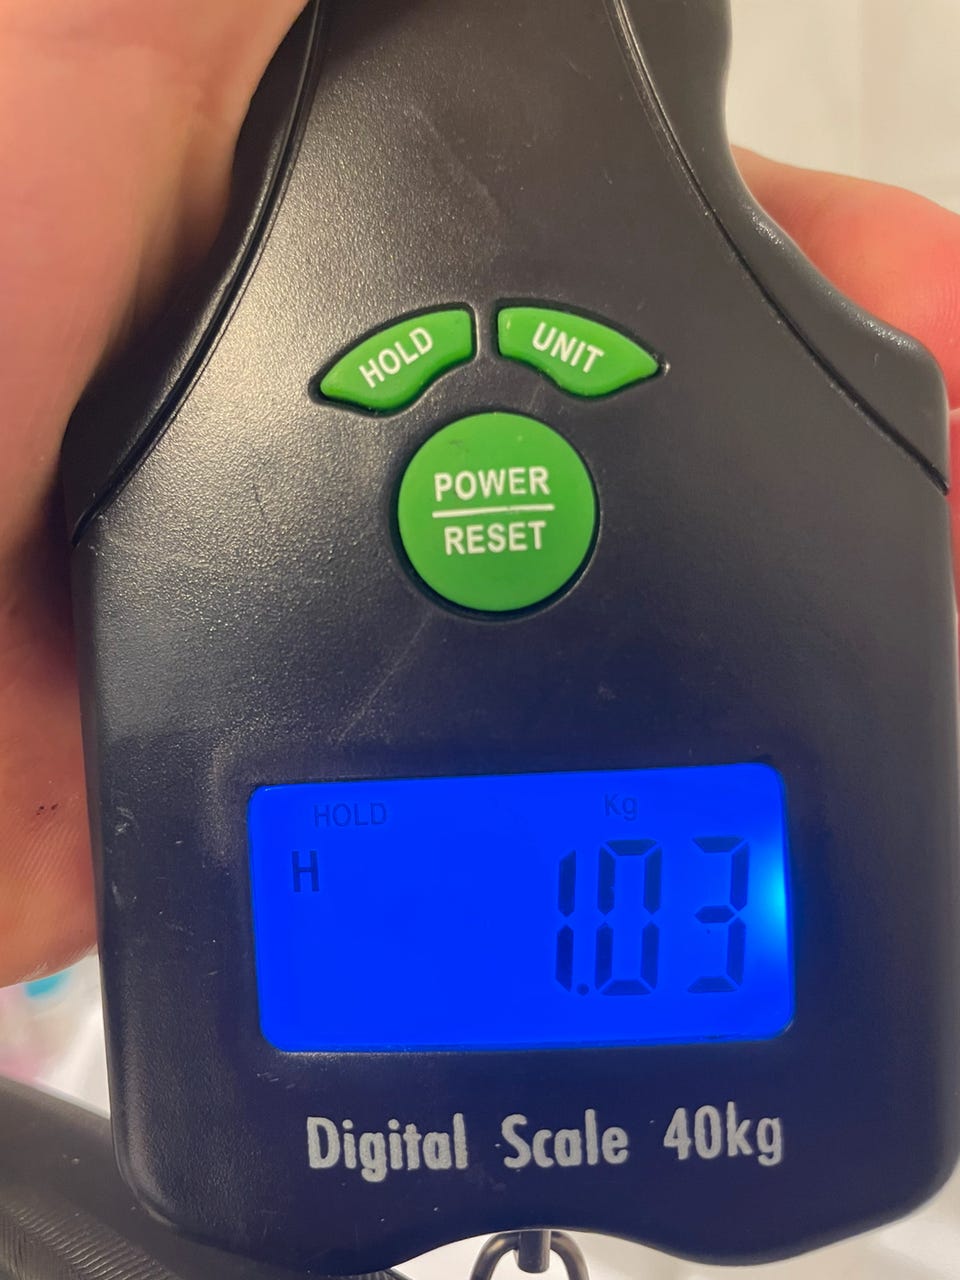 HOLD UNIT
POWER
RESET
HOLD Kg
H 1.03
Digital Scale 40kg